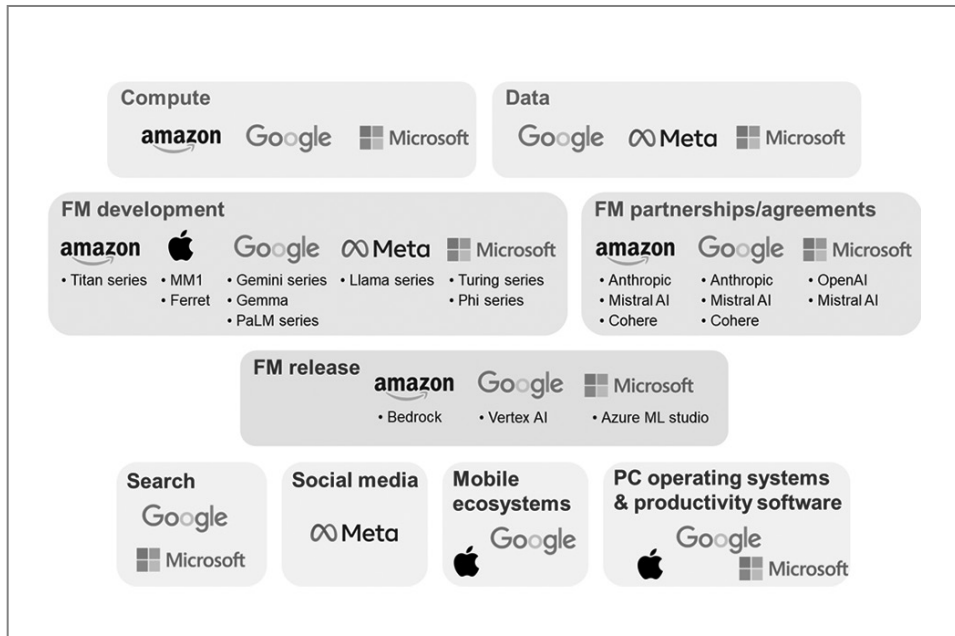 Compute
amazon Google Microsoft
Data
Google Meta Microsoft
FM development
amazon Google Meta Microsoft
• Titan series • MM1 • Gemini series • Llama series • Turing series
• Ferret • Gemma • Phi series
• PaLM series
FM partnerships/agreements
amazon Google Microsoft
• Anthropic • Anthropic • OpenAI
• Mistral AI • Mistral AI • Mistral AI
• Cohere • Cohere
FM release
amazon Google Microsoft
• Bedrock • Vertex AI • Azure ML studio
Search
Google
Microsoft
Social media
Meta
Mobile
ecosystems
Google
PC operating systems
& productivity software
Google
Microsoft